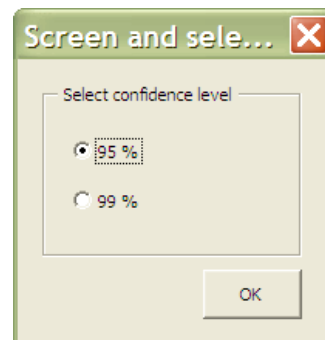 Screen and sele...
Select confidence level
95 %
99 %
OK